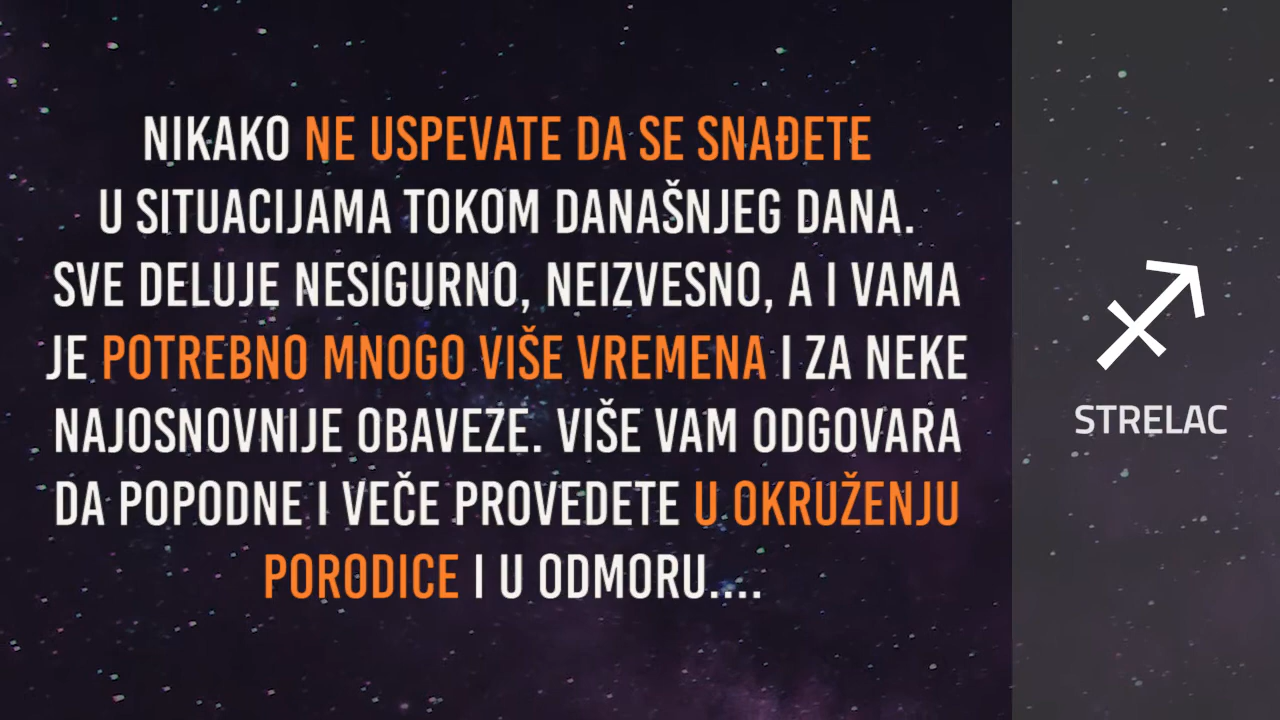 NIKAKO NE USPEVATE DA SE SNAĐETE
U SITUACIJAMA TOKOM DANAŠNJEG DANA.
SVE DELUJE NESIGURNO, NEIZVESNO, A I VAMA
JE POTREBNO MNOGO VIŠE VREMENA I ZA NEKE
NAJOSNOVNIJE OBAVEZE. VIŠE VAM ODGOVARA
DA POPODNE I VEČE PROVEDETE U OKRUŽENJU
PORODICE I U ODMORU....
STRELAC